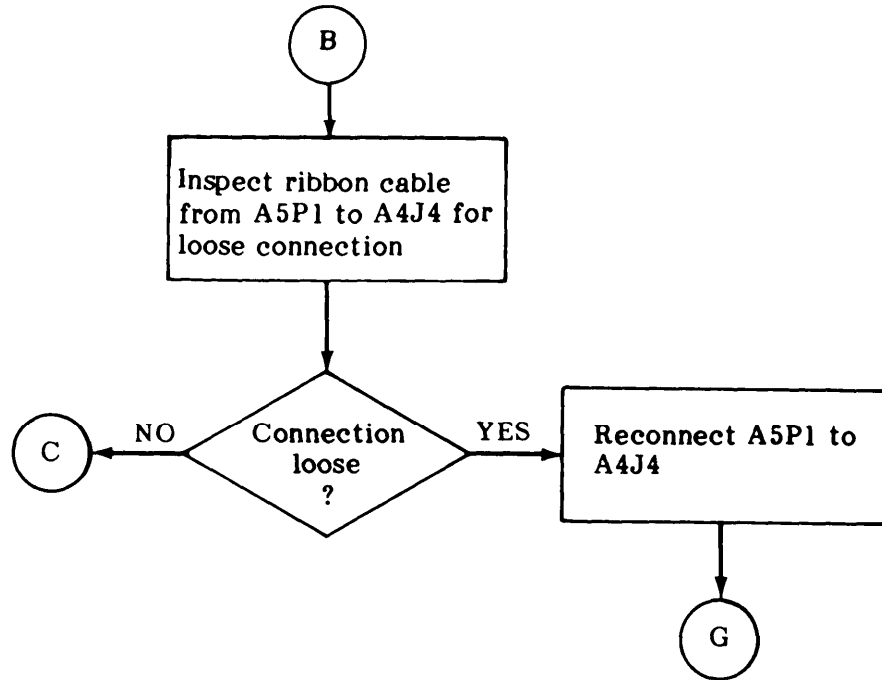 B
Inspect ribbon cable
from A5P1 to A4J4 for
loose connection
C
NO
Connection
loose
?
YES
Reconnect A5P1 to
A4J4
G